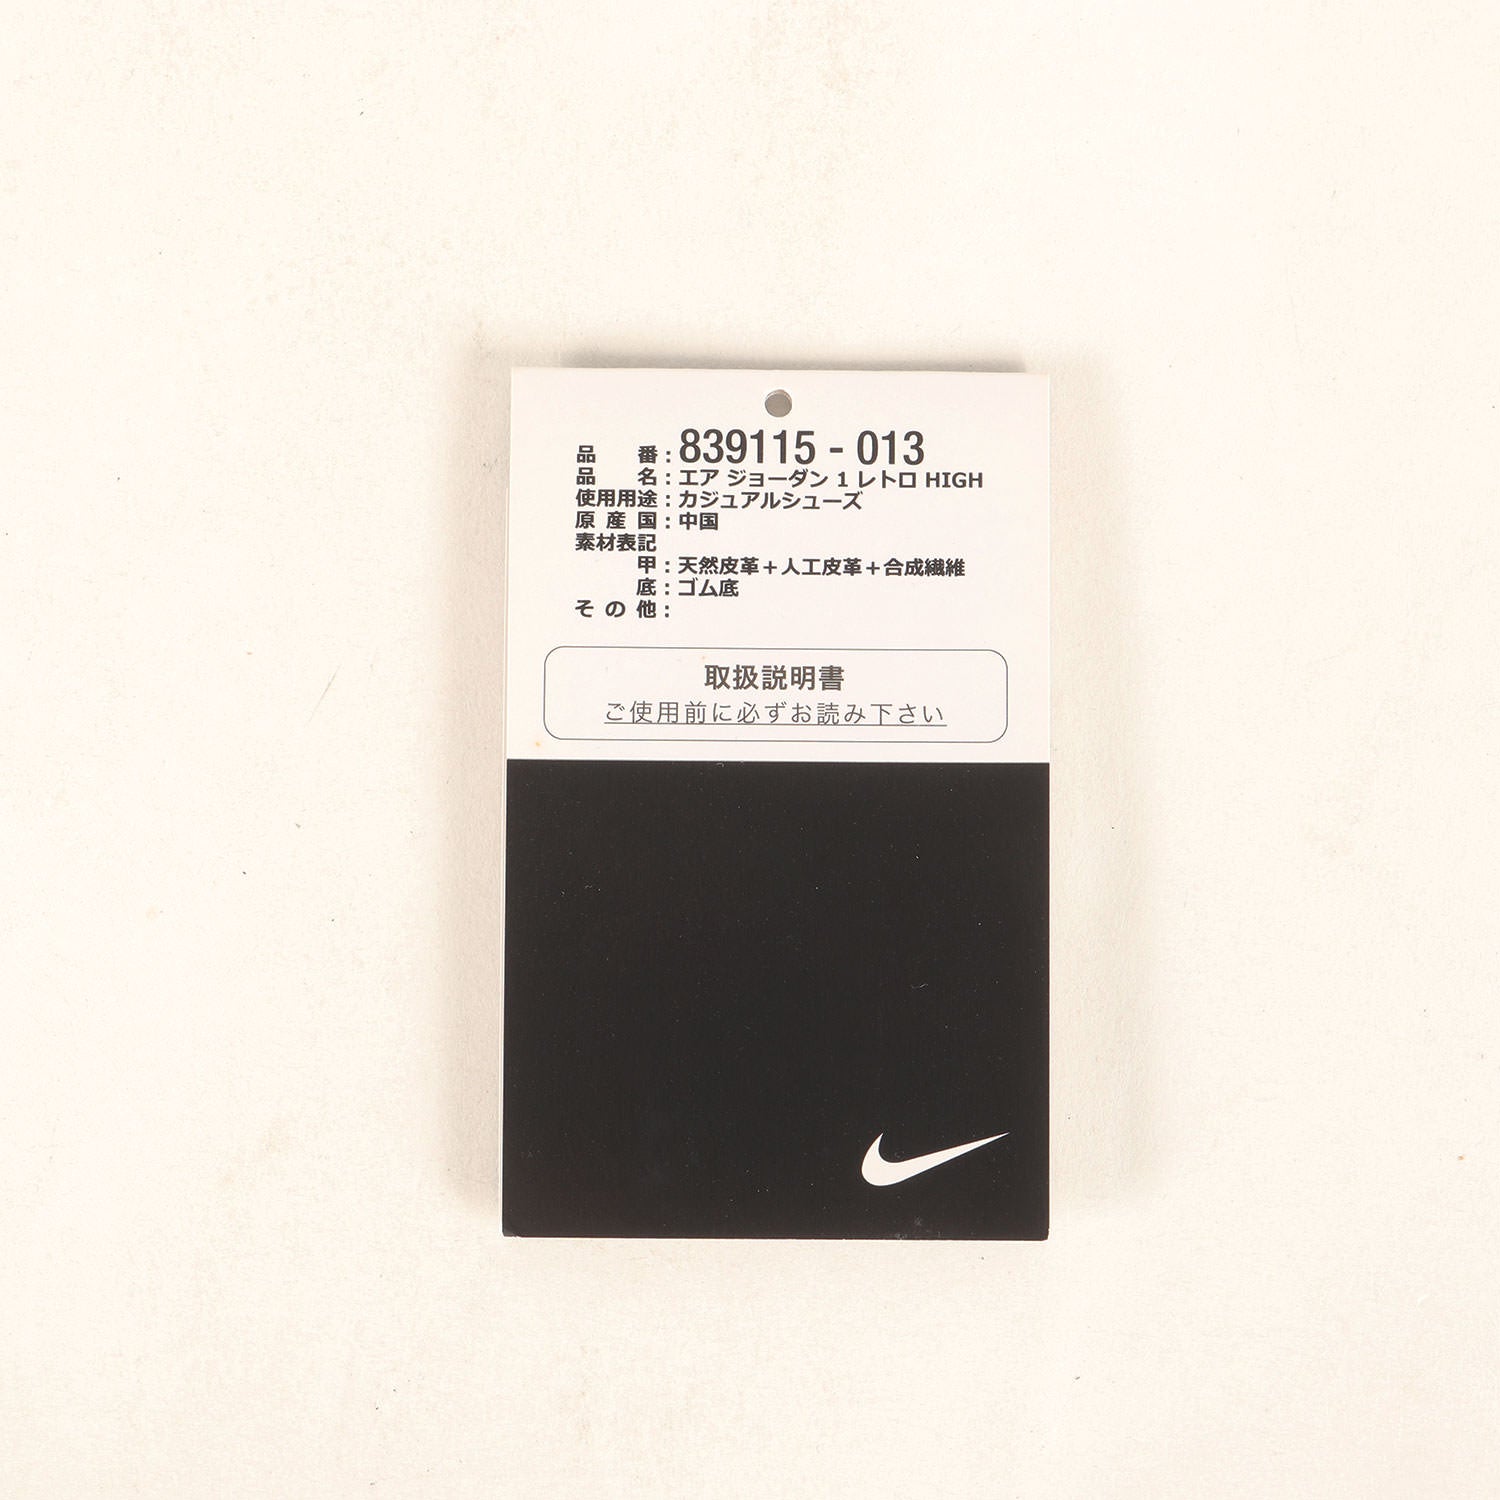 品 番：839115 - 013
品 名：エア ジョーダン 1 レトロ HIGH
使用用途：カジュアルシューズ
原 産 国：中国
素材表記
甲：天然皮革＋人工皮革＋合成繊維
底：ゴム底
そ の 他：
取扱説明書
ご使用前に必ずお読み下さい